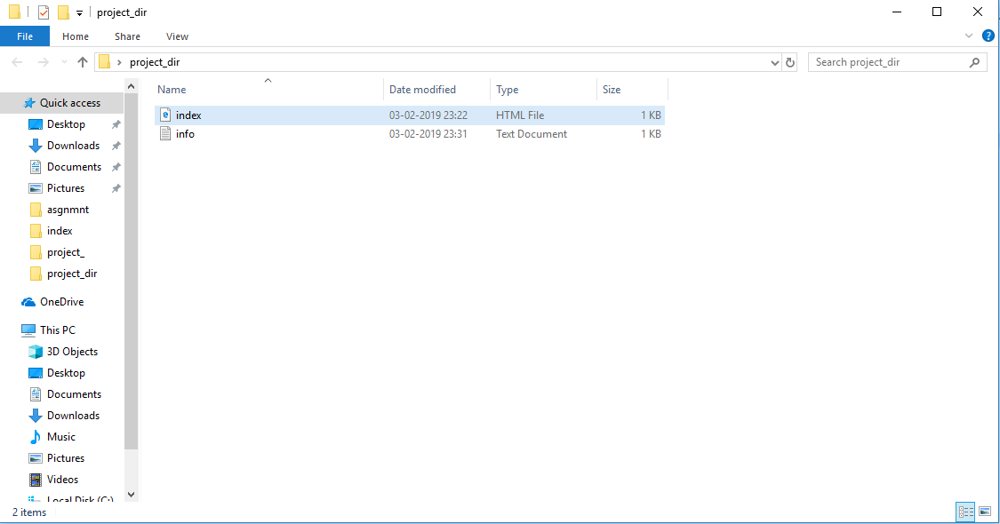 project_dir
File Home Share View
project_dir Search project_dir
Name Date modified Type Size
Quick access
index 03-02-2019 23:22 HTML File 1 KB
info 03-02-2019 23:31 Text Document 1 KB
Desktop
Downloads
Documents
Pictures
asgnmnt
index
project_
project_dir
OneDrive
This PC
3D Objects
Desktop
Documents
Downloads
Music
Pictures
Videos
Local Disk (C:)
2 items